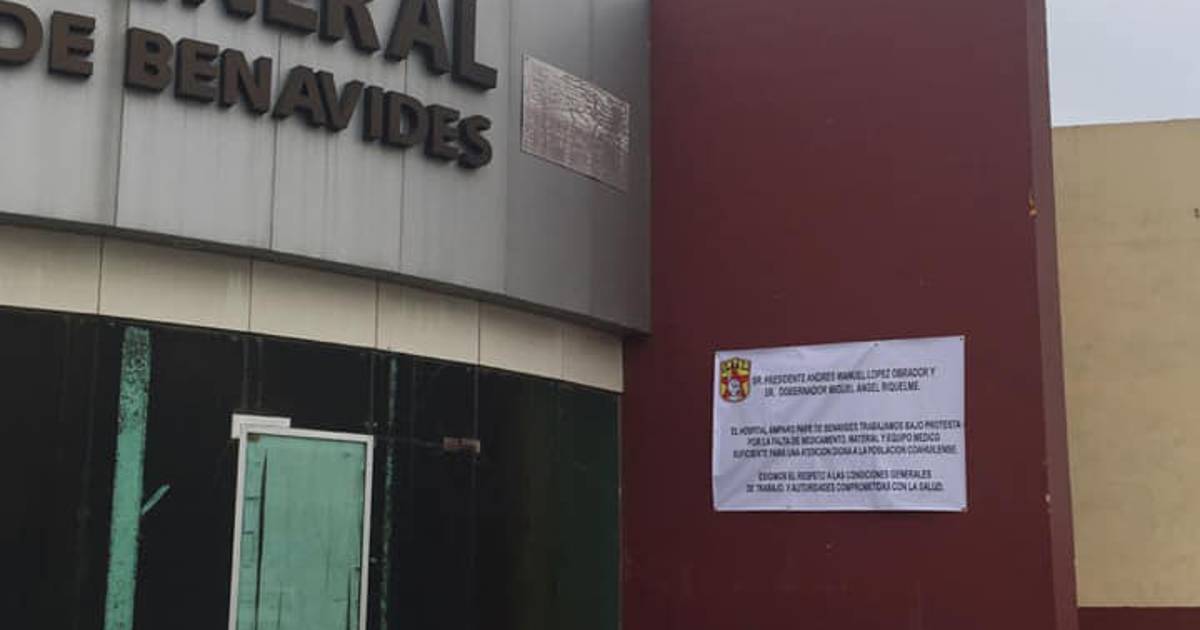 NERAL
DE BENAVIDES
SR. PRESIDENTE ANDRES MANUEL LOPEZ OBRADOR Y
SR. GOBERNADOR MIGUEL ANGEL RIQUELME.
EL HOSPITAL AMPARO PAPE DE BENAVIDES TRABAJAMOS BAJO PROTESTA
POR LA FALTA DE MEDICAMENTO, MATERIAL Y EQUIPO MEDICO
SUFICIENTE PARA UNA ATENCION DIGNA A LA POBLACION COAHUILENSE.
EXIGIMOS EL RESPETO A LAS CONDICIONES GENERALES
DE TRABAJO, Y AUTORIDADES COMPROMETIDAS CON LA SALUD.